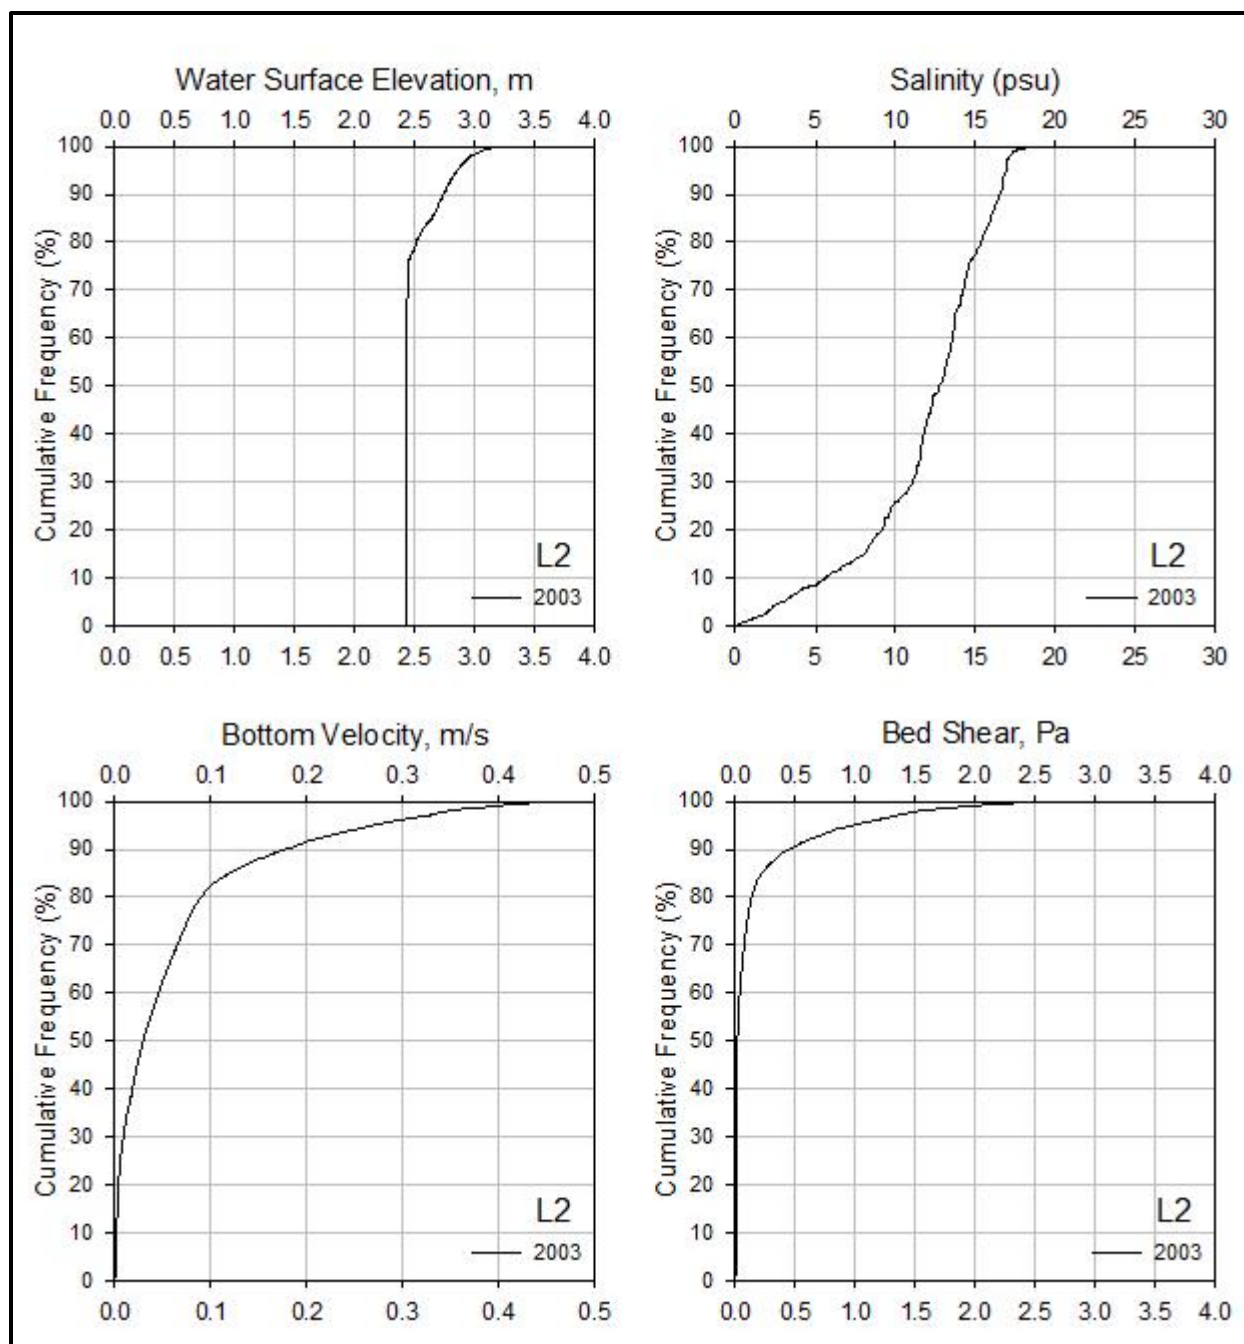 Water Surface Elevation, m
0.0 0.5 1.0 1.5 2.0 2.5 3.0 3.5 4.0
Cumulative Frequency (%)
100
90
80
70
60
50
40
30
20
10
0
L2
2003
0.0 0.5 1.0 1.5 2.0 2.5 3.0 3.5 4.0
Salinity (psu)
0 5 10 15 20 25 30
Cumulative Frequency (%)
100
90
80
70
60
50
40
30
20
10
0
L2
2003
0 5 10 15 20 25 30
Bottom Velocity, m/s
0.0 0.1 0.2 0.3 0.4 0.5
Cumulative Frequency (%)
100
90
80
70
60
50
40
30
20
10
0
L2
2003
0.0 0.1 0.2 0.3 0.4 0.5
Bed Shear, Pa
0.0 0.5 1.0 1.5 2.0 2.5 3.0 3.5 4.0
Cumulative Frequency (%)
100
90
80
70
60
50
40
30
20
10
0
L2
2003
0.0 0.5 1.0 1.5 2.0 2.5 3.0 3.5 4.0